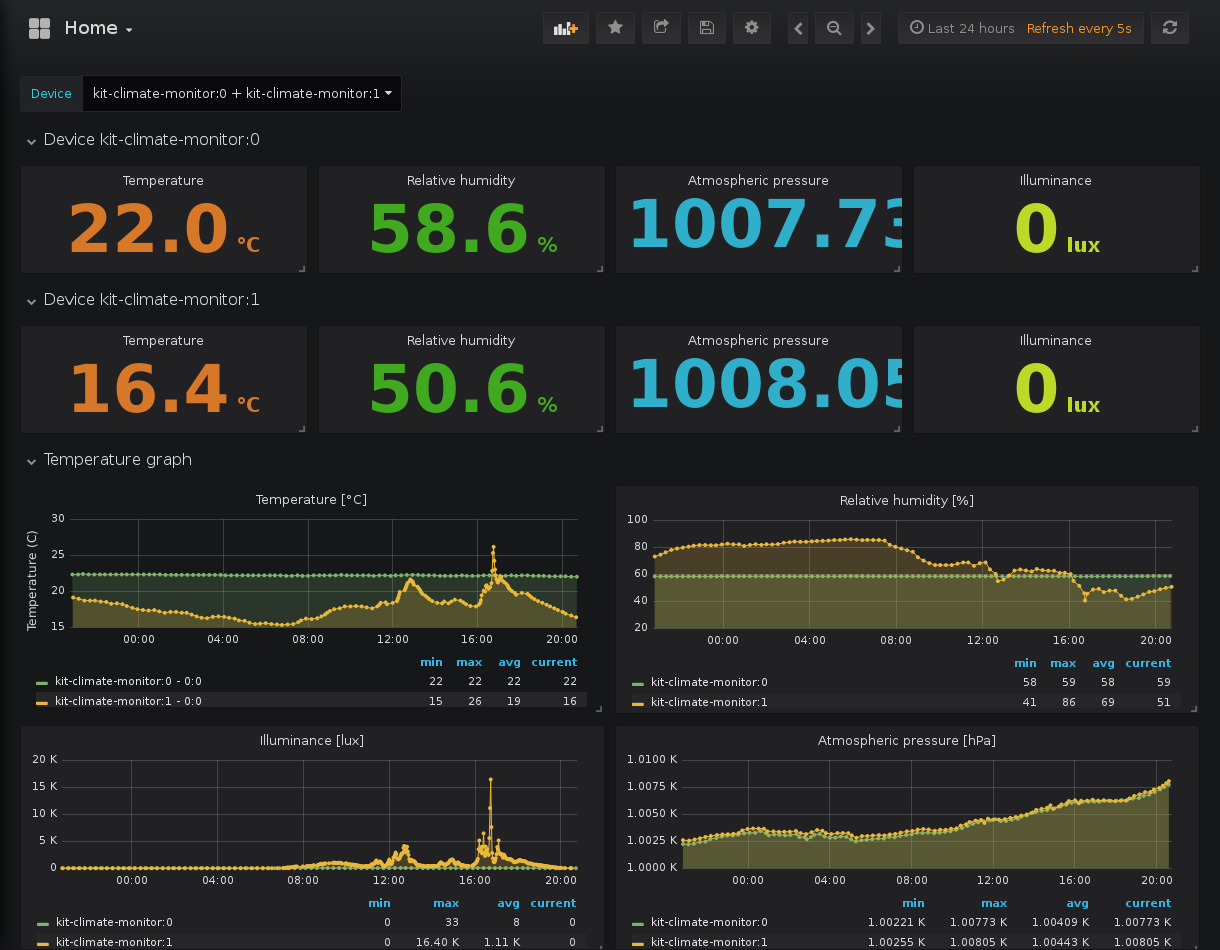 Home
Last 24 hours Refresh every 5s
Device kit-climate-monitor:0 + kit-climate-monitor:1
Device kit-climate-monitor:0
Temperature Relative humidity Atmospheric pressure Illuminance
22.0 °C 58.6 % 1007.73 0 lux
Device kit-climate-monitor:1
Temperature Relative humidity Atmospheric pressure Illuminance
16.4 °C 50.6 % 1008.05 0 lux
Temperature graph
Temperature [°C]
Temperature (C)
30
25
20
15
00:00 04:00 08:00 12:00 16:00 20:00
min max avg current
kit-climate-monitor:0 - 0:0 22 22 22 22
kit-climate-monitor:1 - 0:0 15 26 19 16
Relative humidity [%]
100
80
60
40
20
00:00 04:00 08:00 12:00 16:00 20:00
min max avg current
kit-climate-monitor:0 58 59 58 59
kit-climate-monitor:1 41 86 69 51
Illuminance [lux]
20 K
15 K
10 K
5 K
0
00:00 04:00 08:00 12:00 16:00 20:00
min max avg current
kit-climate-monitor:0 0 33 8 0
kit-climate-monitor:1 0 16.40 K 1.11 K 0
Atmospheric pressure [hPa]
1.0100 K
1.0075 K
1.0050 K
1.0025 K
1.0000 K
00:00 04:00 08:00 12:00 16:00 20:00
min max avg current
kit-climate-monitor:0 1.00221 K 1.00773 K 1.00409 K 1.00773 K
kit-climate-monitor:1 1.00255 K 1.00805 K 1.00443 K 1.00805 K